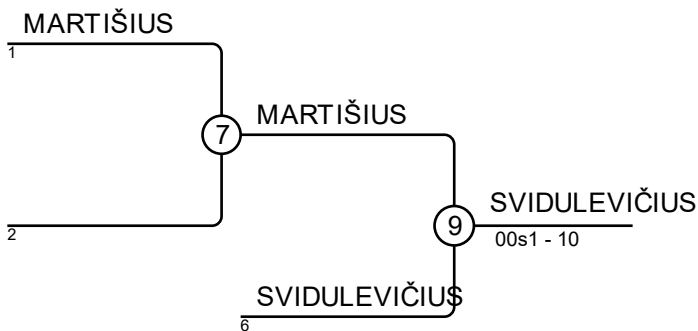 MARTIŠIUS
1
7
MARTIŠIUS
2
9
SVIDULEVIČIUS
00s1 - 10
SVIDULEVIČIUS
6